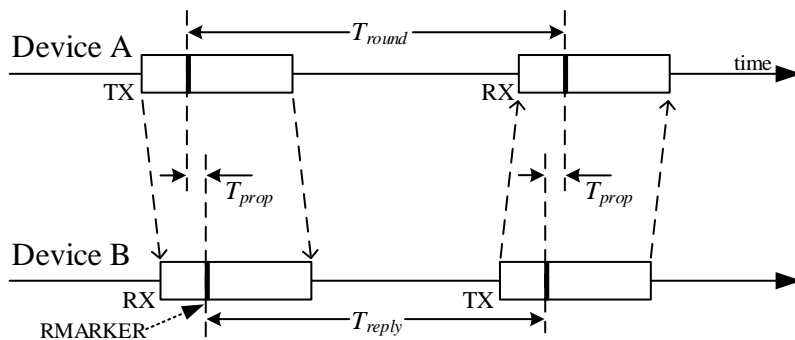 T_round
Device A
time
TX
RX
T_prop
T_prop
Device B
RX
TX
RMARKER
T_reply